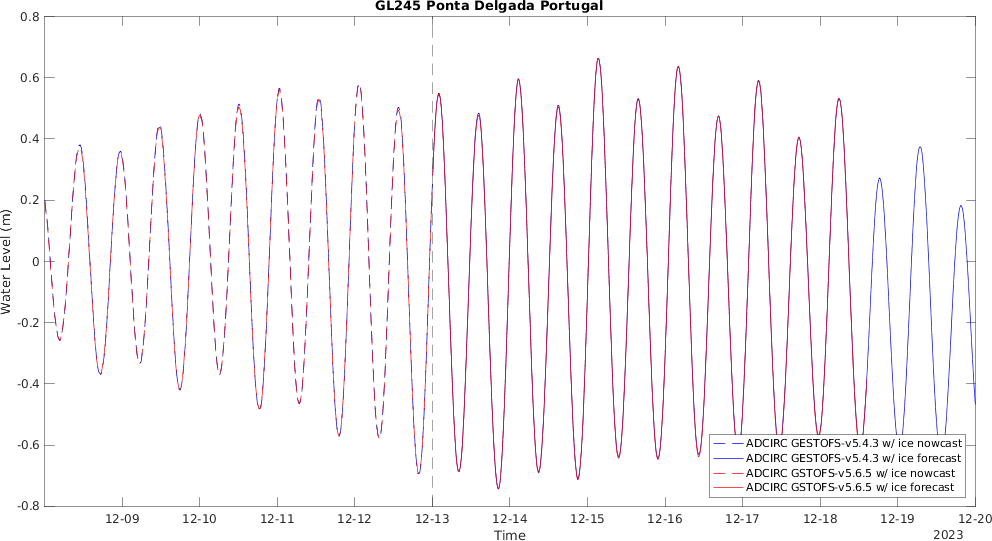 GL245 Ponta Delgada Portugal
0.8
0.6
0.4
0.2
0
-0.2
-0.4
-0.6
-0.8
Water Level (m)
ADCIRC GESTOFS-v5.4.3 w/ ice nowcast
ADCIRC GESTOFS-v5.4.3 w/ ice forecast
ADCIRC GSTOFS-v5.6.5 w/ ice nowcast
ADCIRC GSTOFS-v5.6.5 w/ ice forecast
12-09 12-10 12-11 12-12 12-13 12-14 12-15 12-16 12-17 12-18 12-19 12-20
Time
2023